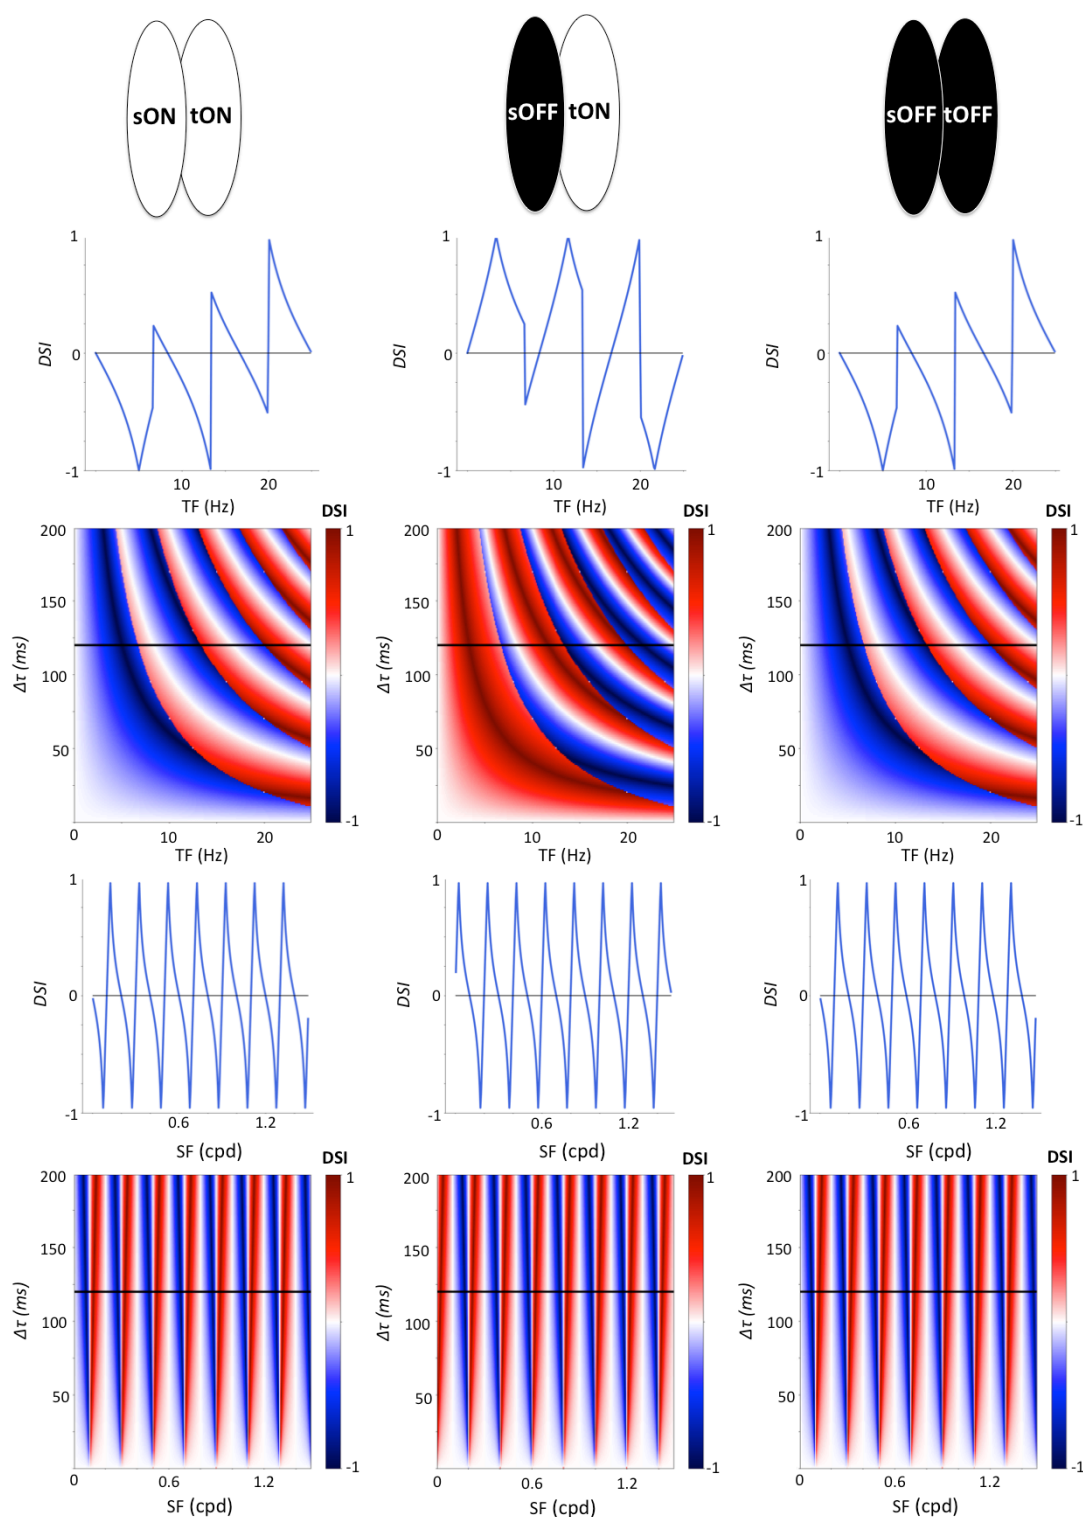 sON tON
sOFF tON
sOFF tOFF
1
0
-1
DSI
10
20
TF (Hz)
1
0
-1
DSI
10
20
TF (Hz)
1
0
-1
DSI
10
20
TF (Hz)
200
150
100
50
0
10
20
Δτ (ms)
TF (Hz)
DSI
1
-1
200
150
100
50
0
10
20
Δτ (ms)
TF (Hz)
DSI
1
-1
200
150
100
50
0
10
20
Δτ (ms)
TF (Hz)
DSI
1
-1
1
0
-1
DSI
0.6
1.2
SF (cpd)
1
0
-1
DSI
0.6
1.2
SF (cpd)
1
0
-1
DSI
0.6
1.2
SF (cpd)
200
150
100
50
0
0.6
1.2
Δτ (ms)
SF (cpd)
DSI
1
-1
200
150
100
50
0
0.6
1.2
Δτ (ms)
SF (cpd)
DSI
1
-1
200
150
100
50
0
0.6
1.2
Δτ (ms)
SF (cpd)
DSI
1
-1